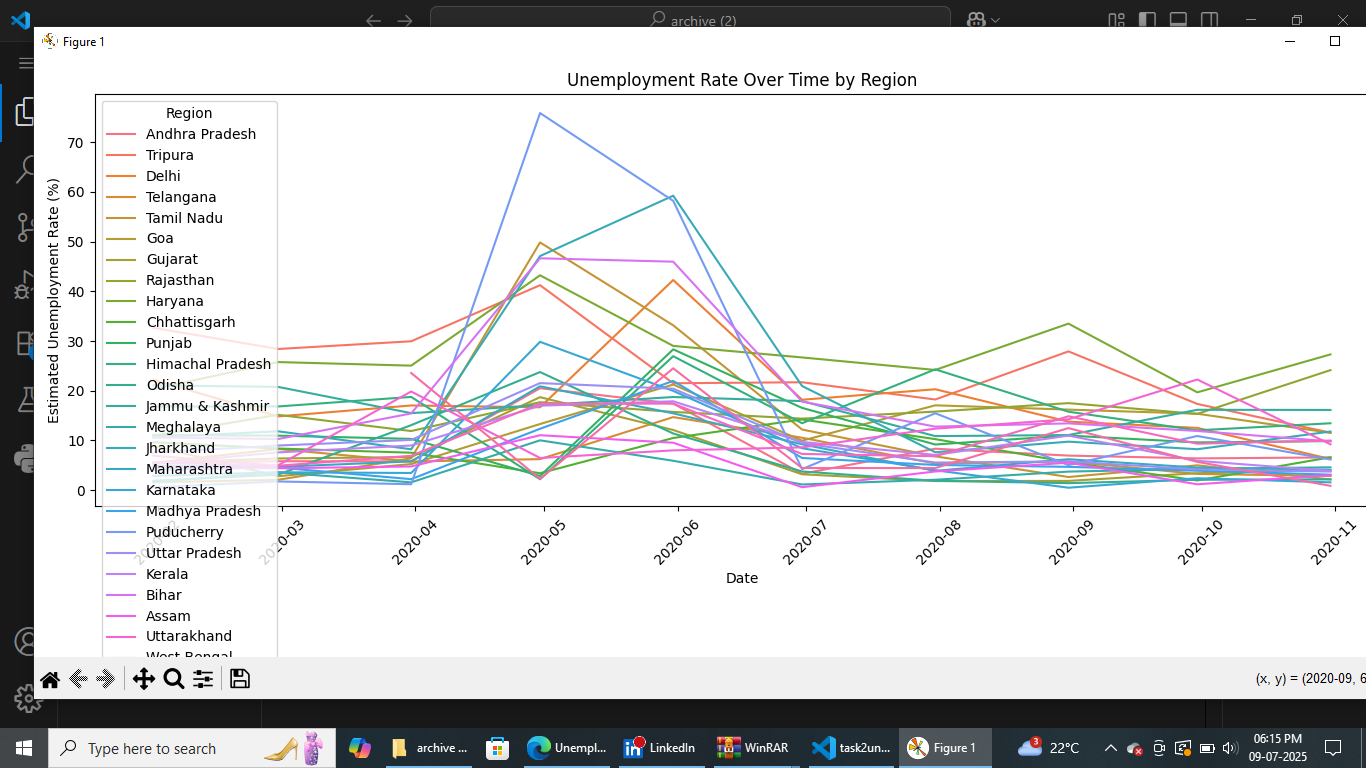 archive (2)
Figure 1
Unemployment Rate Over Time by Region
Region
Andhra Pradesh
Tripura
Delhi
Telangana
Tamil Nadu
Goa
Gujarat
Rajasthan
Haryana
Chhattisgarh
Punjab
Himachal Pradesh
Odisha
Jammu & Kashmir
Meghalaya
Jharkhand
Maharashtra
Karnataka
Madhya Pradesh
Puducherry
Uttar Pradesh
Kerala
Bihar
Assam
Uttarakhand
West Bengal
Estimated Unemployment Rate (%)
70
60
50
40
30
20
10
0
2020-02
2020-03
2020-04
2020-05
2020-06
2020-07
2020-08
2020-09
2020-10
2020-11
Date
(x, y) = (2020-09, 6
Type here to search
archive ...
Unempl...
LinkedIn
WinRAR
task2un...
Figure 1
3
22°C
06:15 PM
09-07-2025